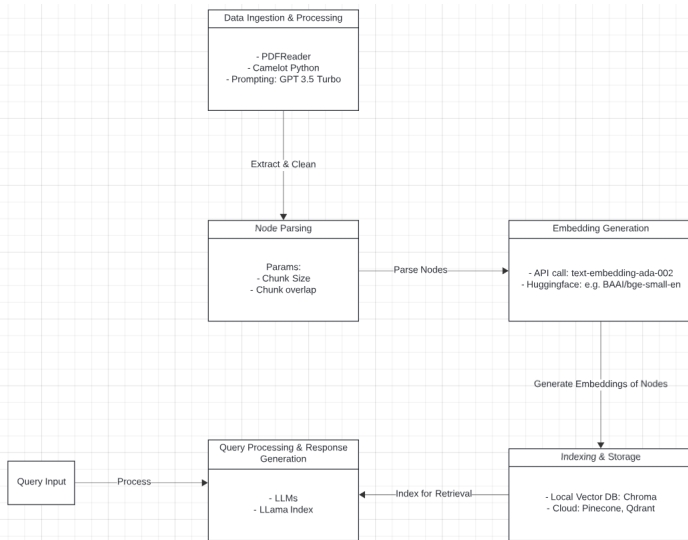 Data Ingestion & Processing
- PDFReader
- Camelot Python
- Prompting: GPT 3.5 Turbo
Extract & Clean
Node Parsing
Params:
- Chunk Size
- Chunk overlap
Parse Nodes
Embedding Generation
- API call: text-embedding-ada-002
- Huggingface: e.g. BAAI/bge-small-en
Generate Embeddings of Nodes
Indexing & Storage
- Local Vector DB: Chroma
- Cloud: Pinecone, Qdrant
Index for Retrieval
Query Processing & Response
Generation
- LLMs
- LLama Index
Process
Query Input